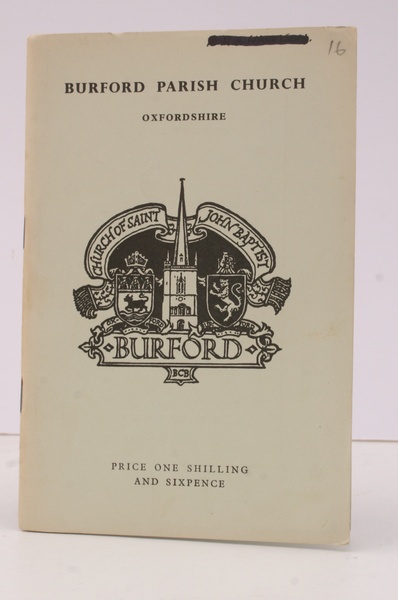 16
BURFORD PARISH CHURCH
OXFORDSHIRE
CHURCH OF SAINT JOHN BAPTIST
BURFORD
BCB
PRICE ONE SHILLING
AND SIXPENCE